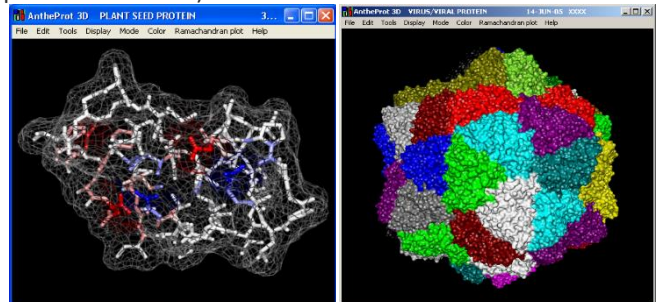 AntheProt 3D PLANT SEED PROTEIN 3...
File Edit Tools Display Mode Color Ramachandran plot Help
AntheProt 3D VIRUS/VIRAL PROTEIN 14-JUN-05 XXXX
File Edit Tools Display Mode Color Ramachandran plot Help